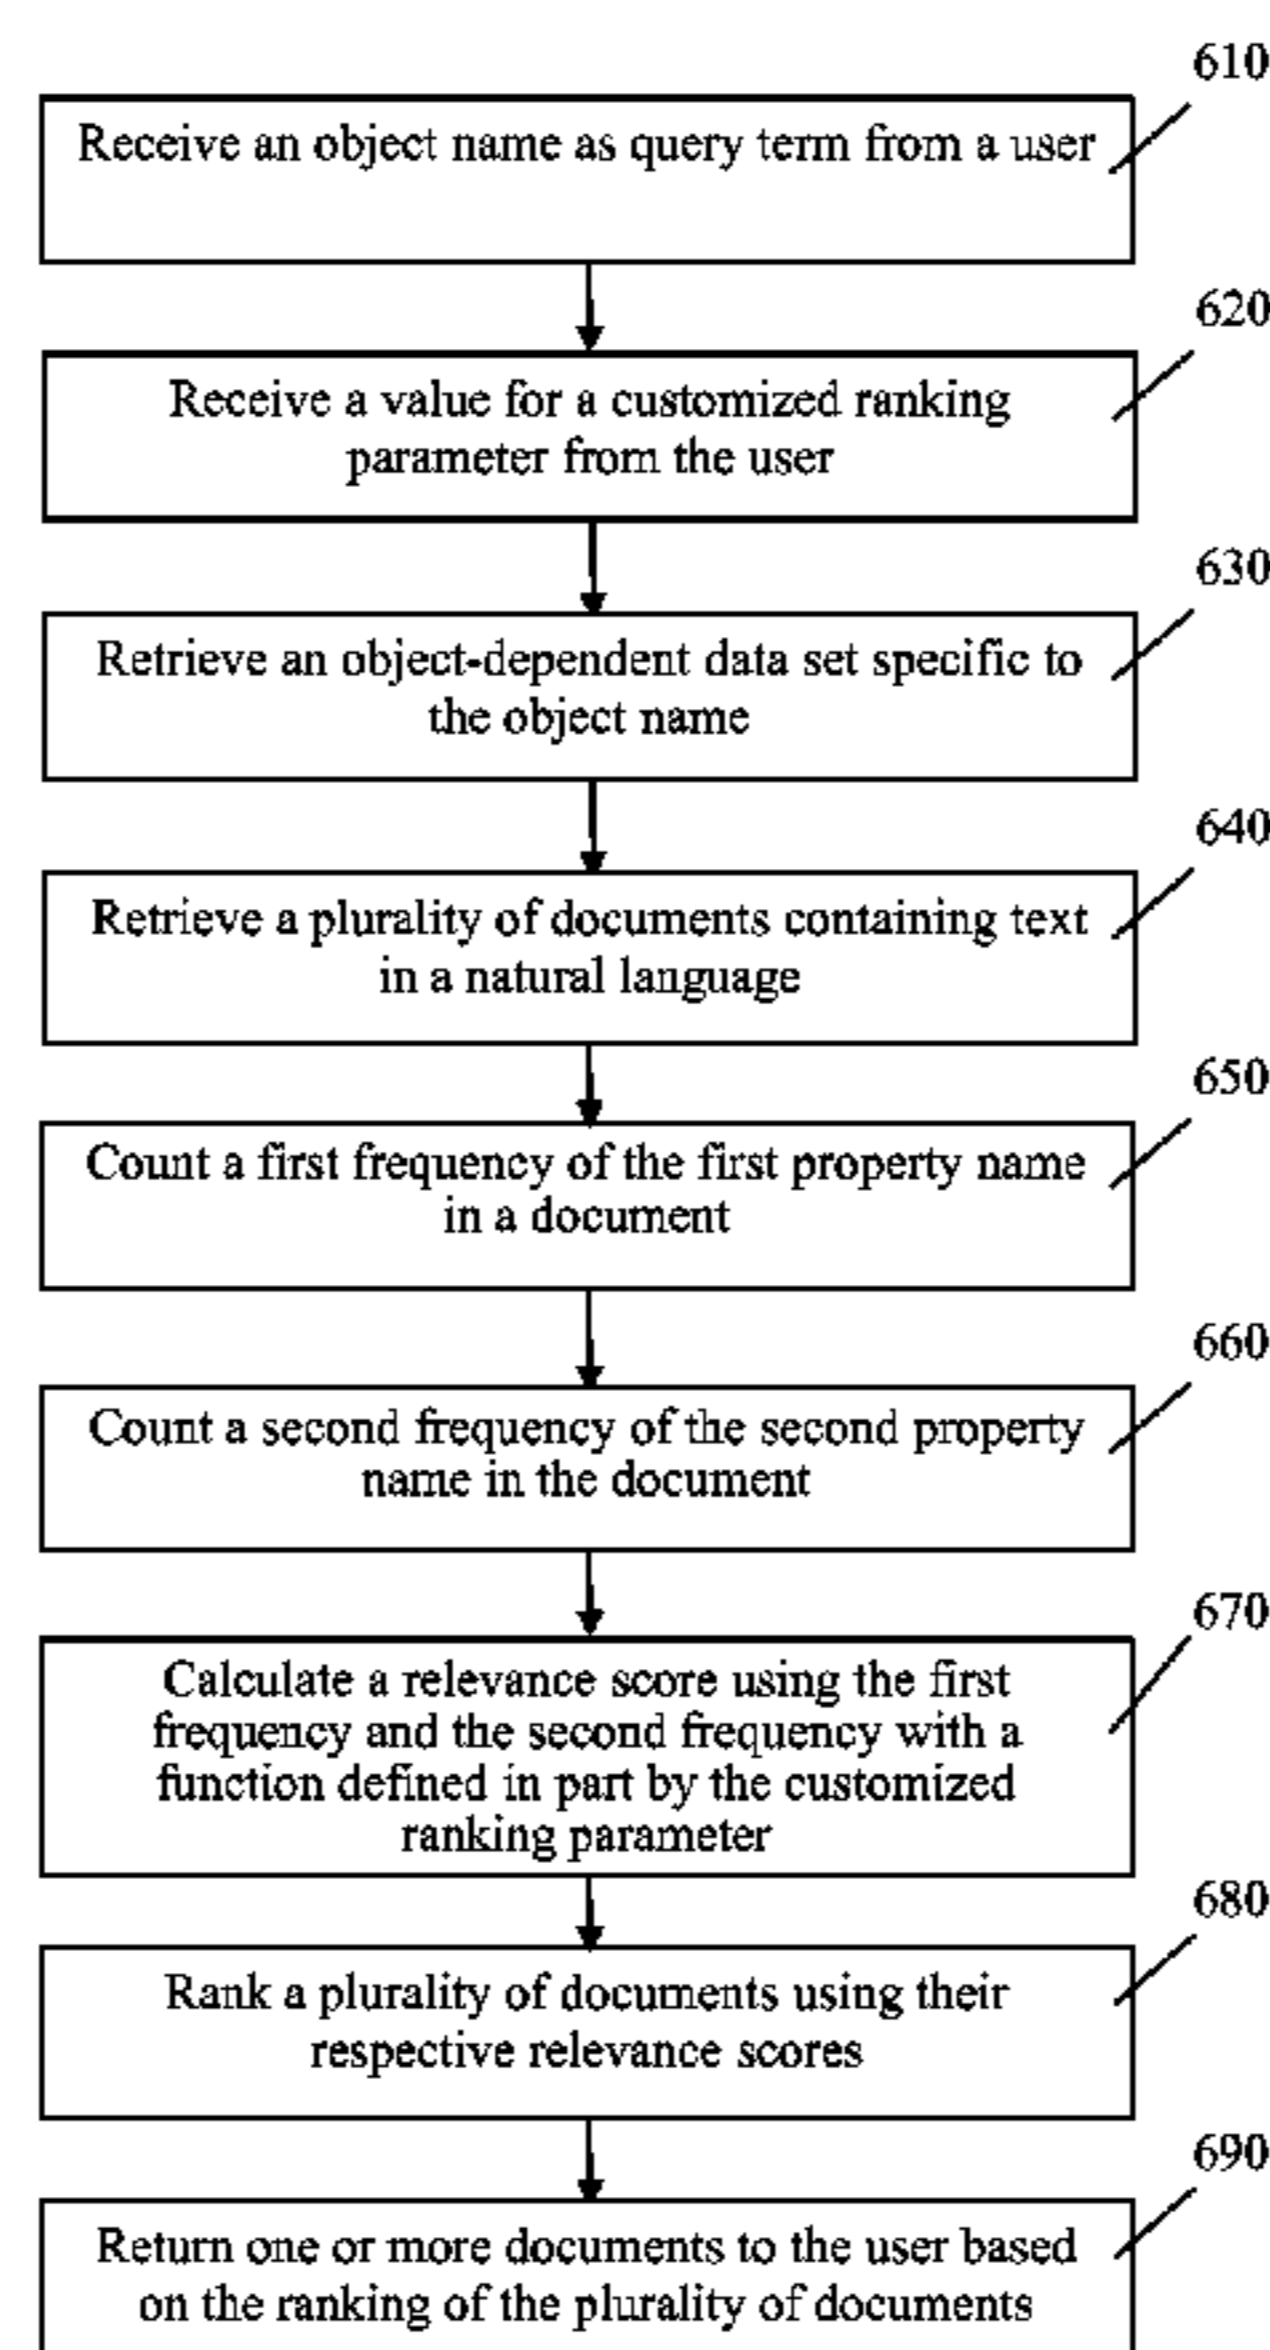 610
Receive an object name as query term from a user
620
Receive a value for a customized ranking
parameter from the user
630
Retrieve an object-dependent data set specific to
the object name
640
Retrieve a plurality of documents containing text
in a natural language
650
Count a first frequency of the first property name
in a document
660
Count a second frequency of the second property
name in the document
670
Calculate a relevance score using the first
frequency and the second frequency with a
function defined in part by the customized
ranking parameter
680
Rank a plurality of documents using their
respective relevance scores
690
Return one or more documents to the user based
on the ranking of the plurality of documents